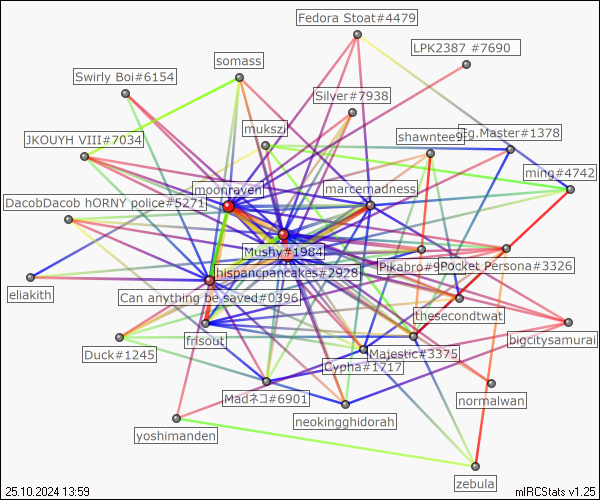 Fedora Stoat#4479
LPK2387 #7690
somass
Swirly Boi#6154
Silver#7938
mukszi
shawntee91
Eg.Master#1378
JKOUYH VIII#7034
ming#4742
moonraven
marcemadness
DacobDacob hORNY police#5271
Mushy#1984
hispancpancakes#2928
Pikabro#9
Pocket Persona#3326
eliakith
Can anything be saved#0396
thesecondtwat
frisout
bigcitysamurai
Duck#1245
Majestic#3375
Cypha#1717
Madネコ#6901
normalwan
neokingghidorah
yoshimanden
zebula
25.10.2024 13:59
mIRCStats v1.25